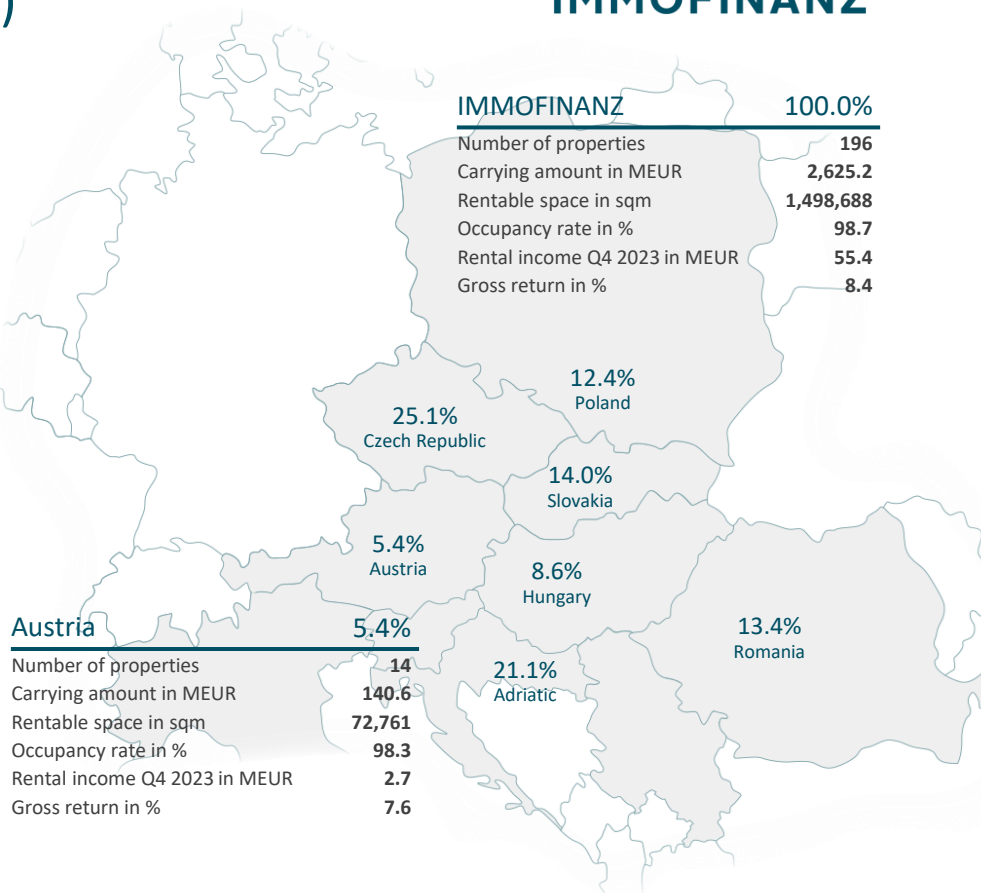 )
IMMOFINANZ
IMMOFINANZ 100.0%
Number of properties 196
Carrying amount in MEUR 2,625.2
Rentable space in sqm 1,498,688
Occupancy rate in % 98.7
Rental income Q4 2023 in MEUR 55.4
Gross return in % 8.4
12.4%
Poland
25.1%
Czech Republic
14.0%
Slovakia
5.4%
Austria
8.6%
Hungary
13.4%
Romania
21.1%
Adriatic
Austria 5.4%
Number of properties 14
Carrying amount in MEUR 140.6
Rentable space in sqm 72,761
Occupancy rate in % 98.3
Rental income Q4 2023 in MEUR 2.7
Gross return in % 7.6